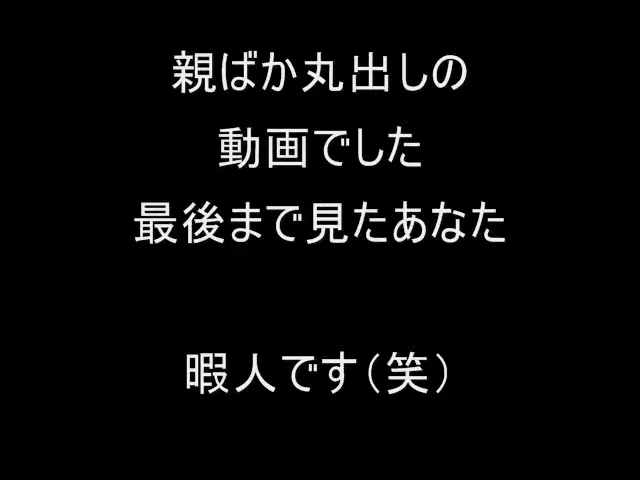 親ばか丸出しの
動画でした
最後まで見たあなた
暇人です（笑）